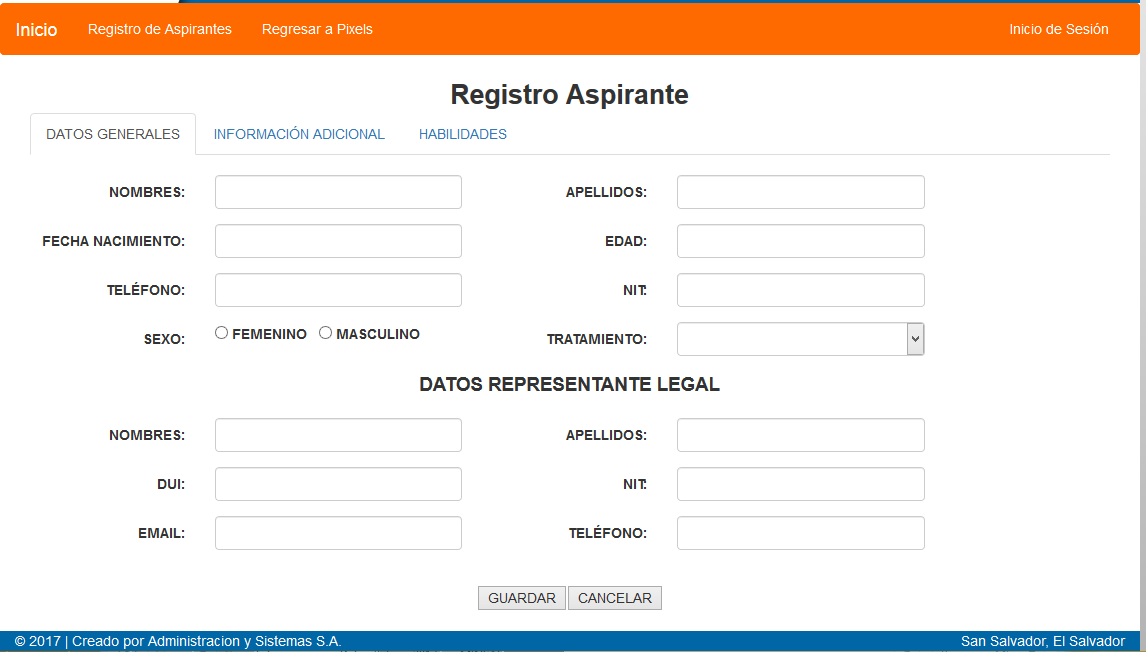 Inicio Registro de Aspirantes Regresar a Pixels Inicio de Sesión
Registro Aspirante
DATOS GENERALES INFORMACIÓN ADICIONAL HABILIDADES
NOMBRES: APELLIDOS:
FECHA NACIMIENTO: EDAD:
TELÉFONO: NIT:
SEXO: FEMENINO MASCULINO TRATAMIENTO:
DATOS REPRESENTANTE LEGAL
NOMBRES: APELLIDOS:
DUI: NIT:
EMAIL: TELÉFONO:
GUARDAR CANCELAR
© 2017 | Creado por Administracion y Sistemas S.A. San Salvador, El Salvador